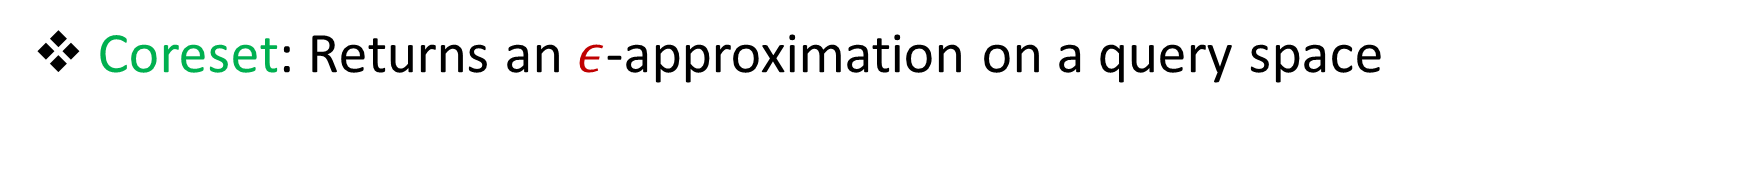 ❖ Coreset: Returns an ϵ-approximation on a query space